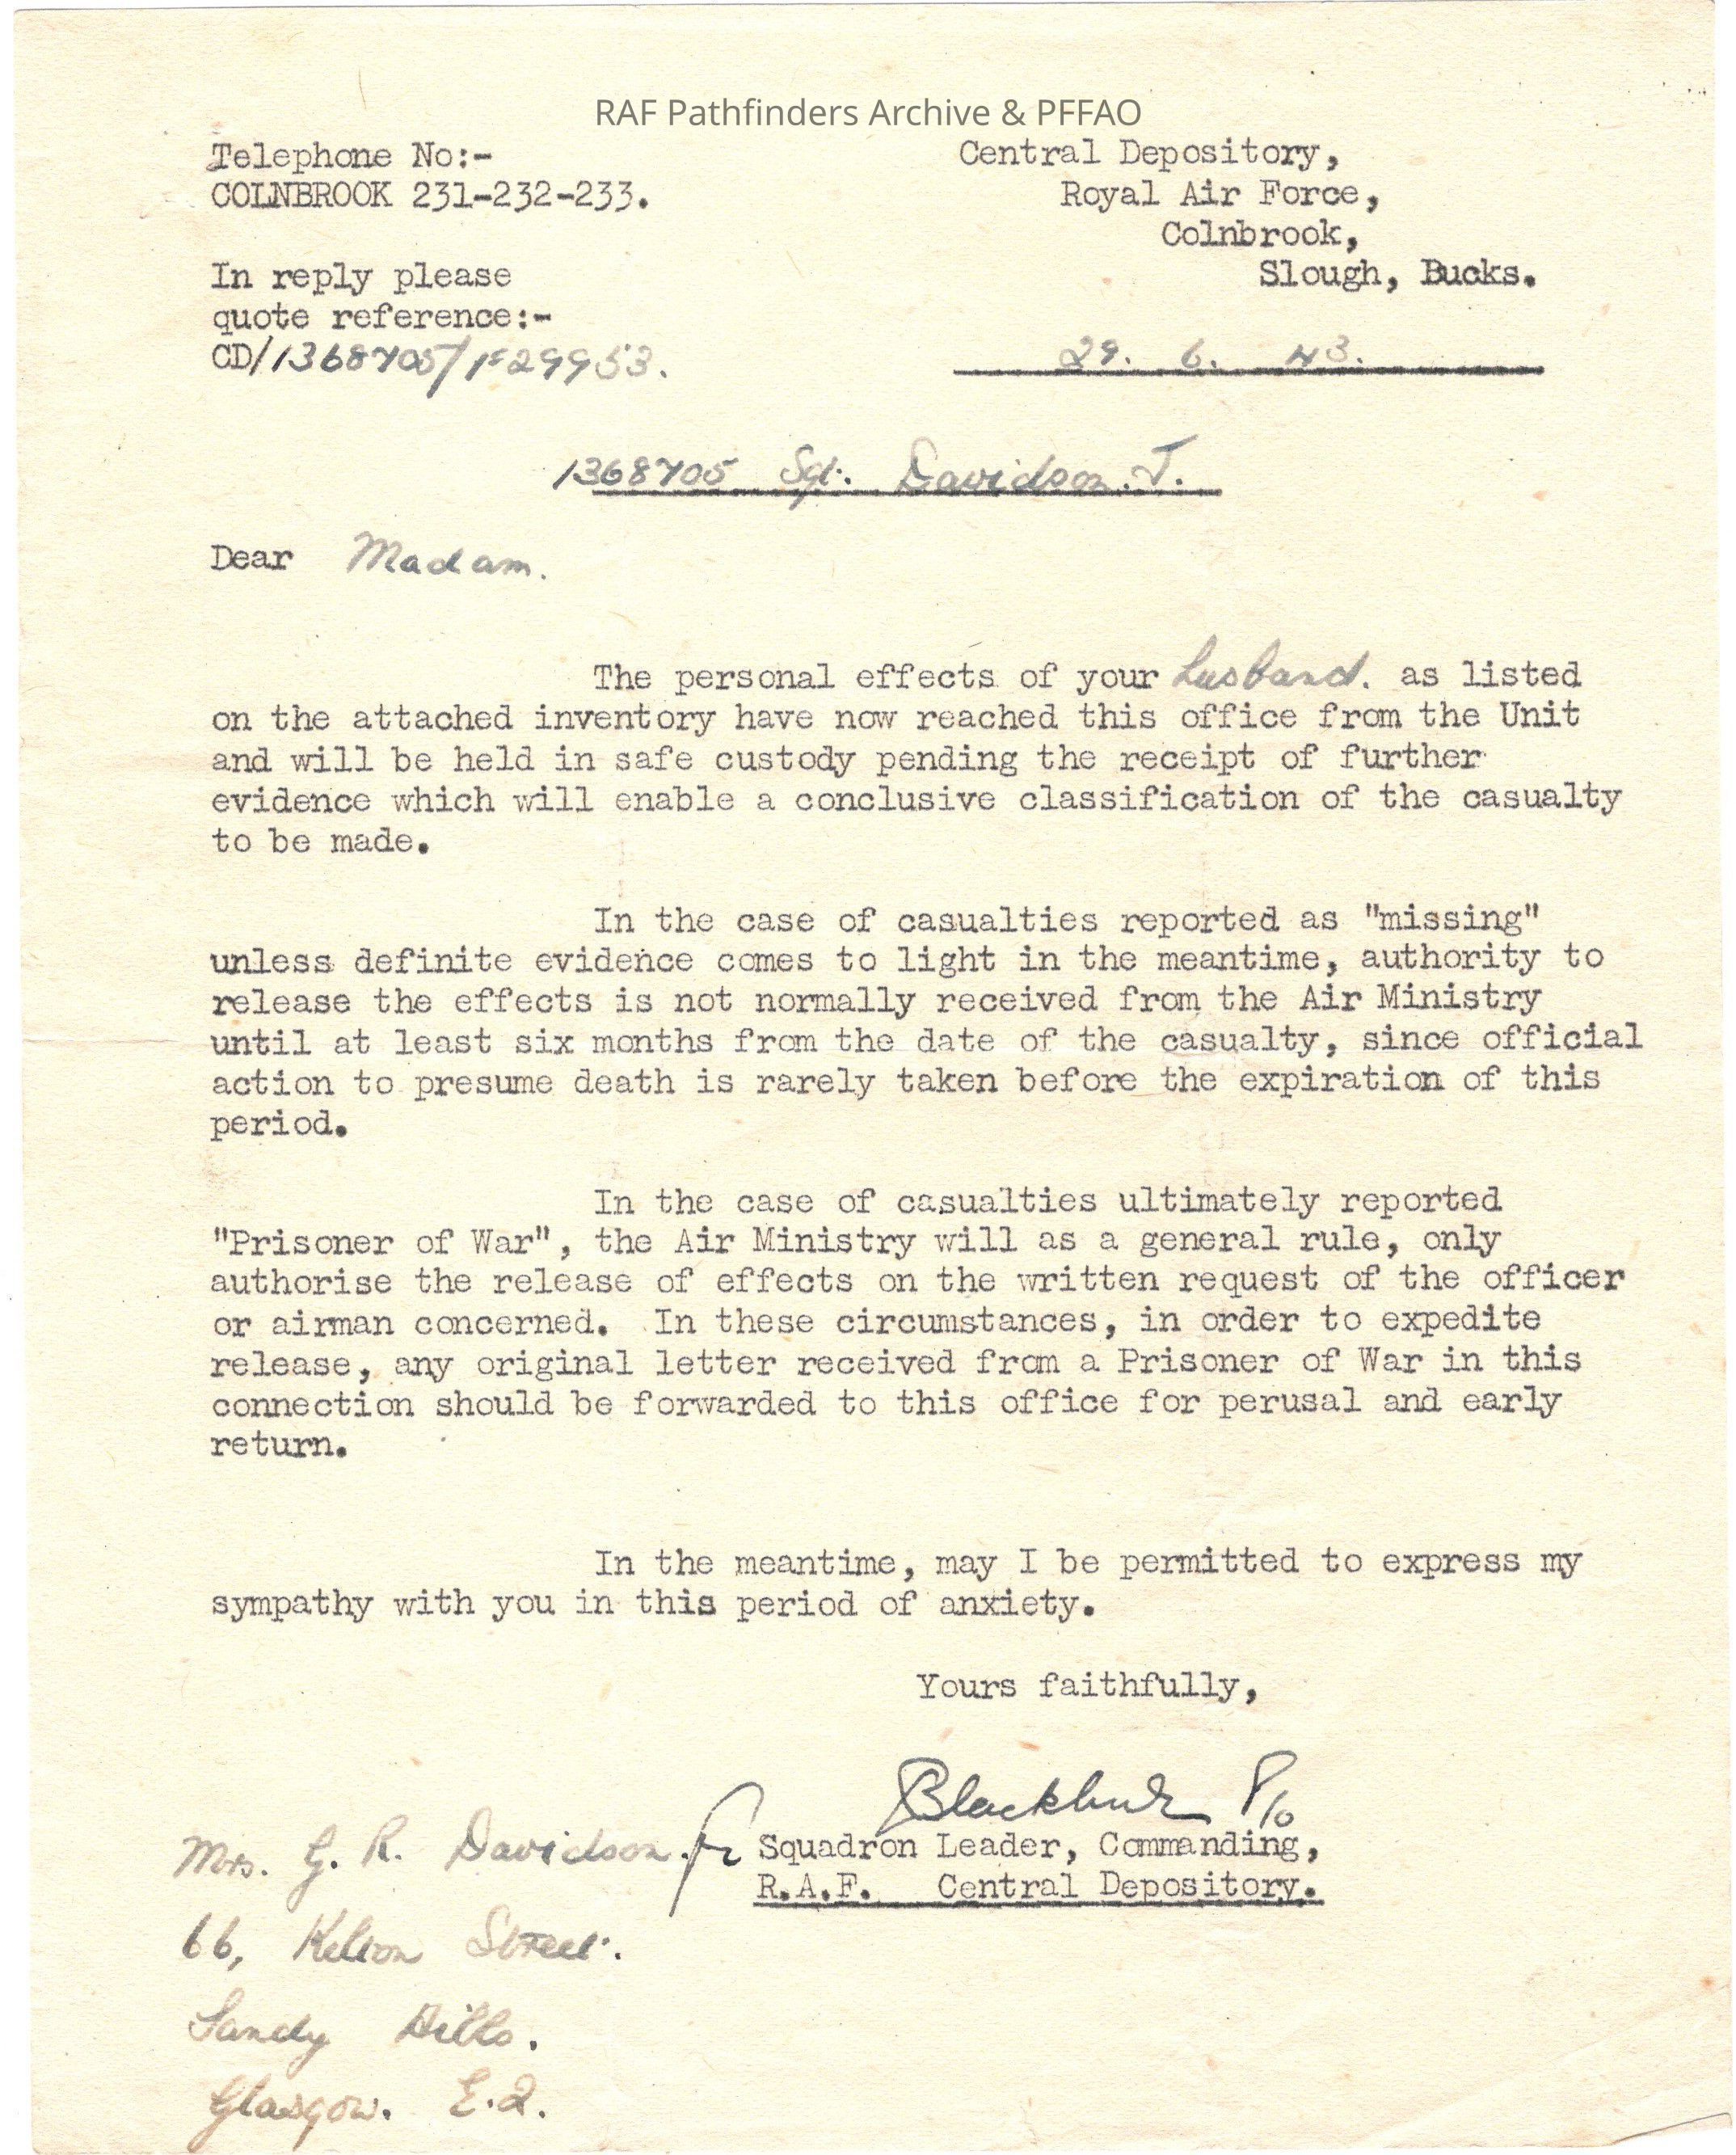 RAF Pathfinders Archive & PFFAO
Telephone No:-
COLNBROOK 231-232-233.
Central Depository,
Royal Air Force,
Colnbrook,
Slough, Bucks.
In reply please
quote reference:-
CD/1368705/F29953.
29. 6. 43.
1368705 Sgt. Davidson. J.
Dear Madam.
The personal effects of your husband. as listed
on the attached inventory have now reached this office from the Unit
and will be held in safe custody pending the receipt of further
evidence which will enable a conclusive classification of the casualty
to be made.
In the case of casualties reported as "missing"
unless definite evidence comes to light in the meantime, authority to
release the effects is not normally received from the Air Ministry
until at least six months from the date of the casualty, since official
action to presume death is rarely taken before the expiration of this
period.
In the case of casualties ultimately reported
"Prisoner of War", the Air Ministry will as a general rule, only
authorise the release of effects on the written request of the officer
or airman concerned. In these circumstances, in order to expedite
release, any original letter received from a Prisoner of War in this
connection should be forwarded to this office for perusal and early
return.
In the meantime, may I be permitted to express my
sympathy with you in this period of anxiety.
Yours faithfully,
P/o
for Squadron Leader, Commanding,
R.A.F. Central Depository.
Mrs. G. R. Davidson.
66, Kelton Street.
Sandy Hills.
Glasgow. E.2.